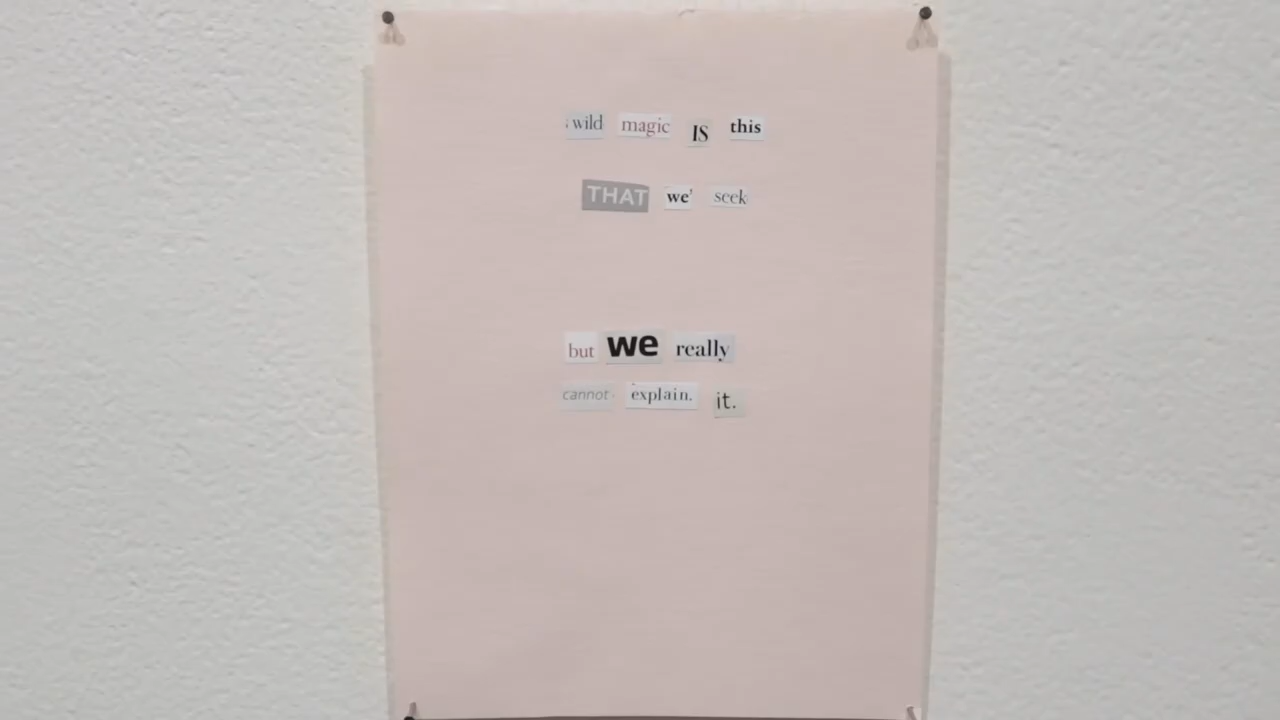 wild magic IS this
THAT we' seek
but we really
cannot explain. it.